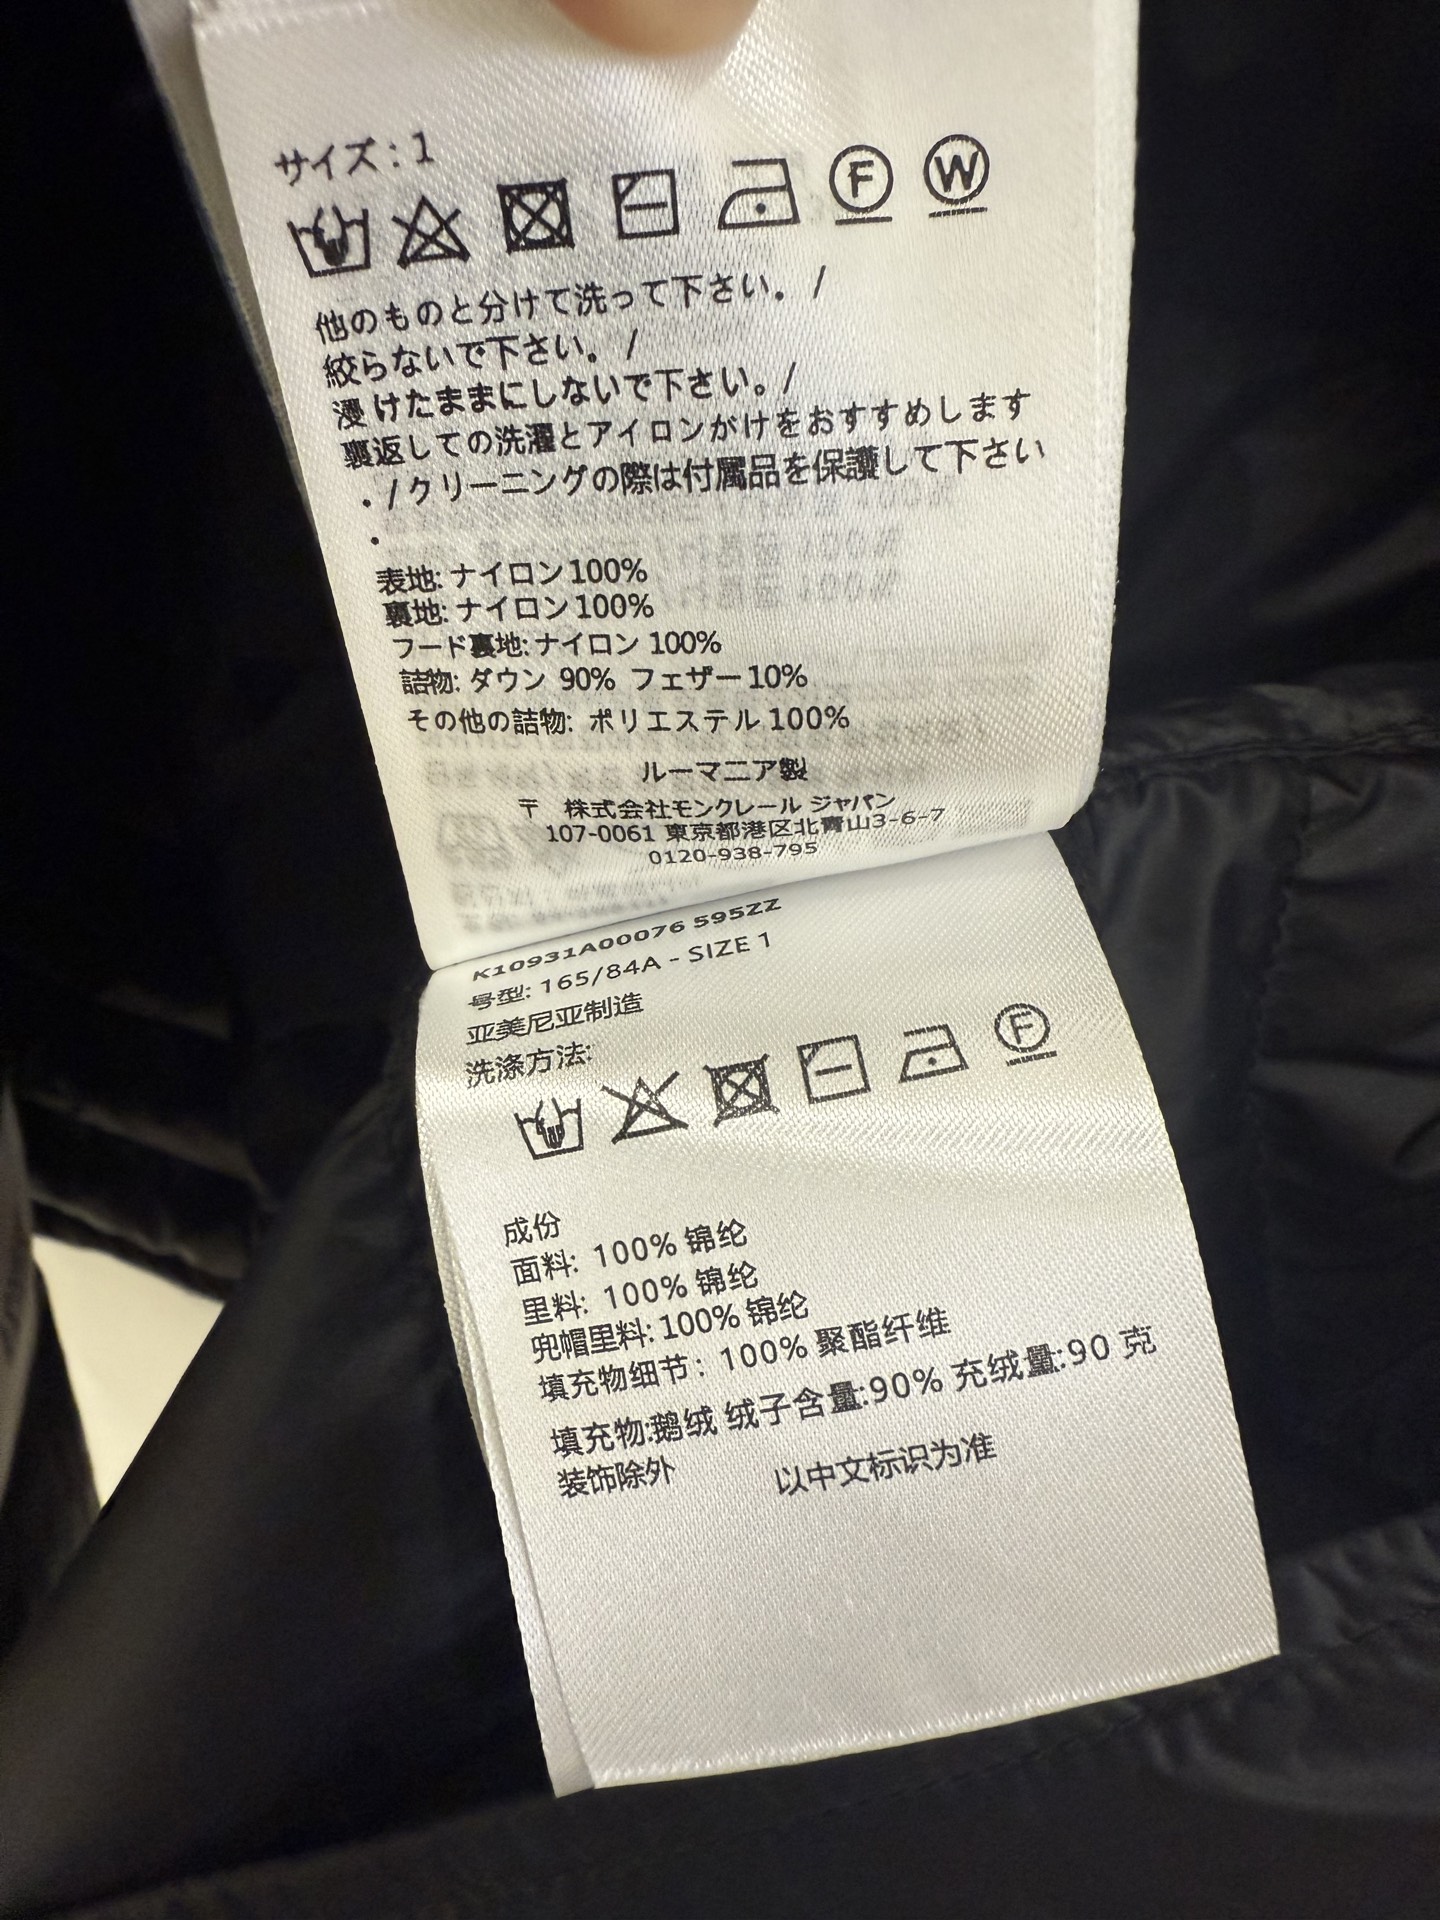 サイズ : 1
F W
他のものと分けて洗って下さい。 /
絞らないで下さい。 /
浸けたままにしないで下さい。/
裏返しての洗濯とアイロンがけをおすすめします
. /クリーニングの際は付属品を保護して下さい
.
表地: ナイロン100%
裏地: ナイロン100%
フード裏地: ナイロン 100%
詰物: ダウン 90% フェザー10%
その他の詰物: ポリエステル 100%
ルーマニア製
〒 株式会社モンクレール ジャパン
107-0061 東京都港区北青山3-6-7
0120-938-795
K10931A00076 595ZZ
号型: 165/84A - SIZE 1
亚美尼亚制造
洗涤方法:
F
成份
面料: 100% 锦纶
里料: 100% 锦纶
兜帽里料: 100% 锦纶
填充物细节: 100% 聚酯纤维
填充物:鹅绒 绒子含量:90% 充绒量:90 克
装饰除外 以中文标识为准